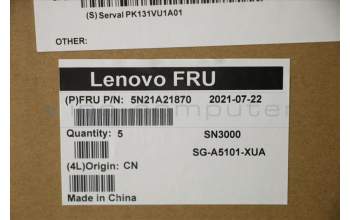 (S) Serval PK131VU1A01
OTHER:
Lenovo FRU
(P)FRU P/N: 5N21A21870 2021-07-22
Quantity: 5 SN3000
SG-A5101-XUA
(4L)Origin: CN
Made in China